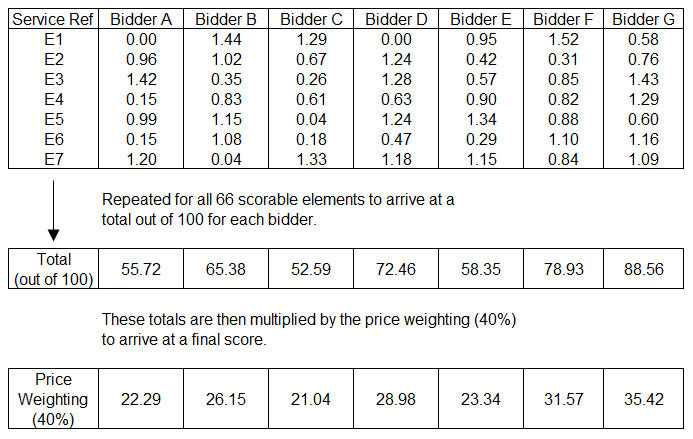 Service Ref Bidder A Bidder B Bidder C Bidder D Bidder E Bidder F Bidder G
E1 0.00 1.44 1.29 0.00 0.95 1.52 0.58
E2 0.96 1.02 0.67 1.24 0.42 0.31 0.76
E3 1.42 0.35 0.26 1.28 0.57 0.85 1.43
E4 0.15 0.83 0.61 0.63 0.90 0.82 1.29
E5 0.99 1.15 0.04 1.24 1.34 0.88 0.60
E6 0.15 1.08 0.18 0.47 0.29 1.10 1.16
E7 1.20 0.04 1.33 1.18 1.15 0.84 1.09
Repeated for all 66 scorable elements to arrive at a
total out of 100 for each bidder.
Total
(out of 100) 55.72 65.38 52.59 72.46 58.35 78.93 88.56
These totals are then multiplied by the price weighting (40%)
to arrive at a final score.
Price
Weighting 22.29 26.15 21.04 28.98 23.34 31.57 35.42
(40%)